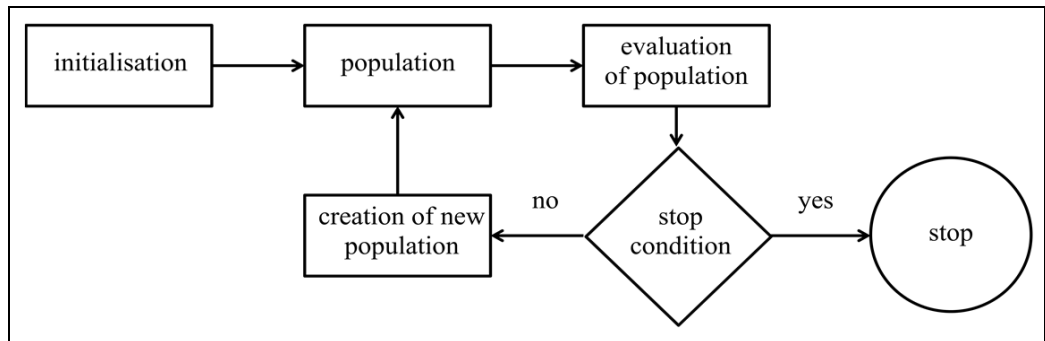 initialisation
population
evaluation
of population
creation of new
population
no
stop
condition
yes
stop